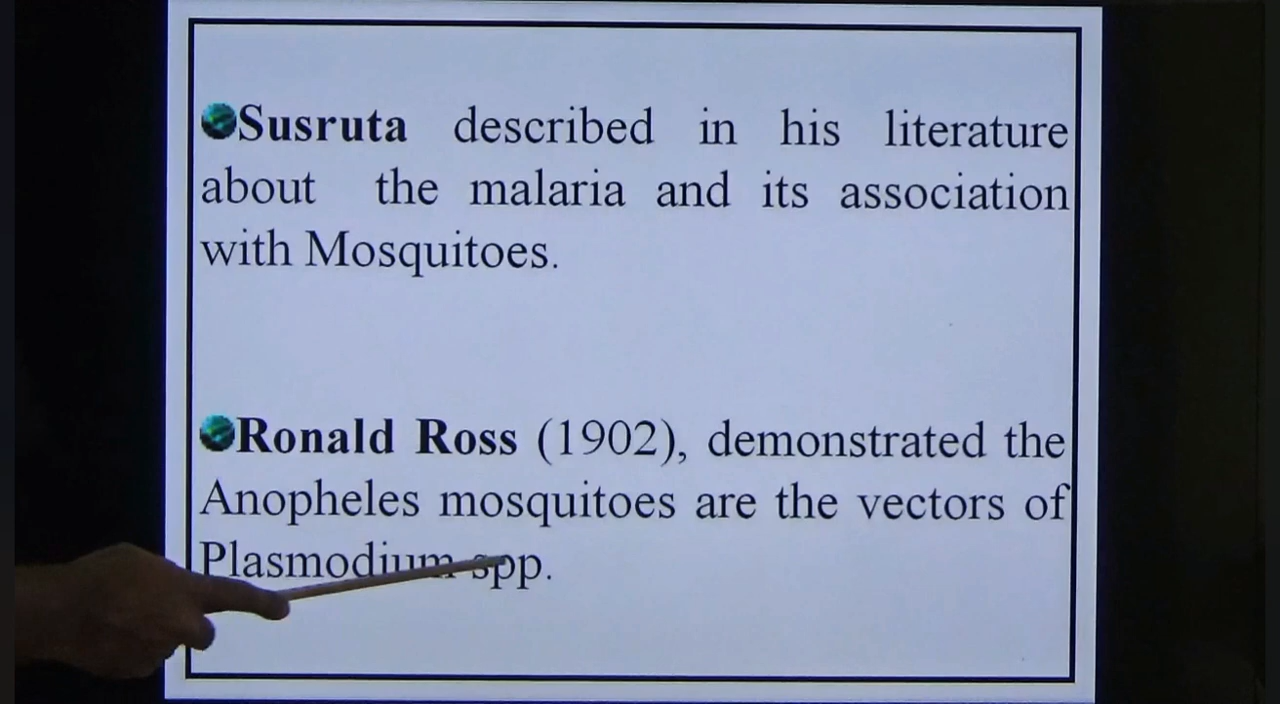 Susruta described in his literature
about the malaria and its association
with Mosquitoes.
Ronald Ross (1902), demonstrated the
Anopheles mosquitoes are the vectors of
Plasmodium spp.